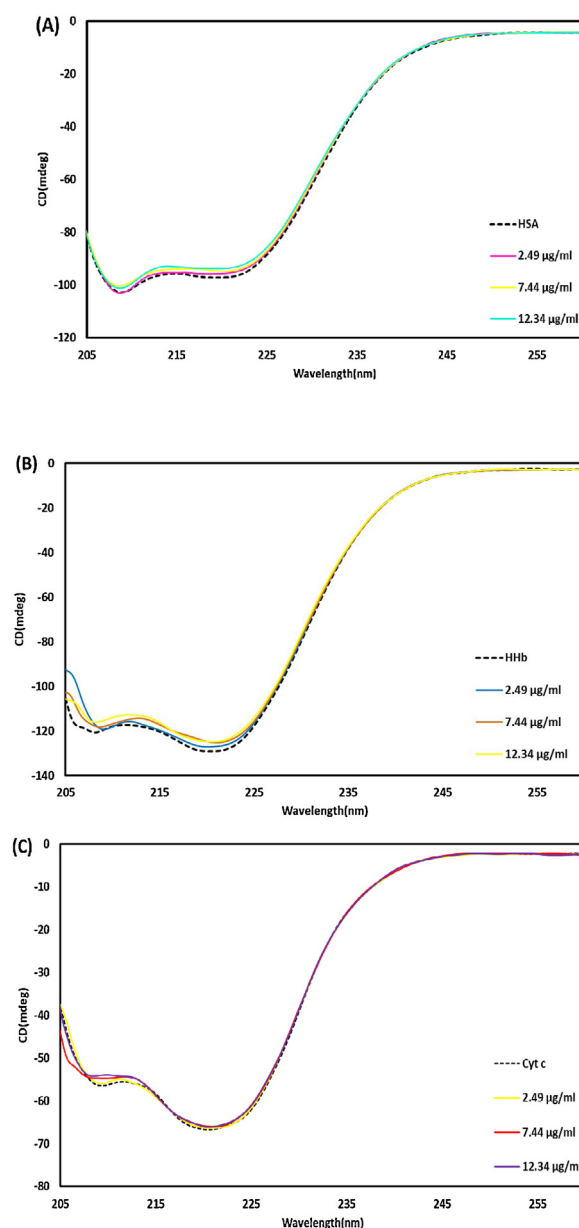 (A)
0
-20
-40
-60
-80
-100
-120
CD(mdeg)
HSA
2.49 µg/ml
7.44 µg/ml
12.34 µg/ml
205 215 225 235 245 255
Wavelength(nm)
(B)
0
-20
-40
-60
-80
-100
-120
-140
CD(mdeg)
HHb
2.49 µg/ml
7.44 µg/ml
12.34 µg/ml
205 215 225 235 245 255
Wavelength(nm)
(C)
0
-10
-20
-30
-40
-50
-60
-70
-80
CD(mdeg)
Cyt c
2.49 µg/ml
7.44 µg/ml
12.34 µg/ml
205 215 225 235 245 255
Wavelength(nm)